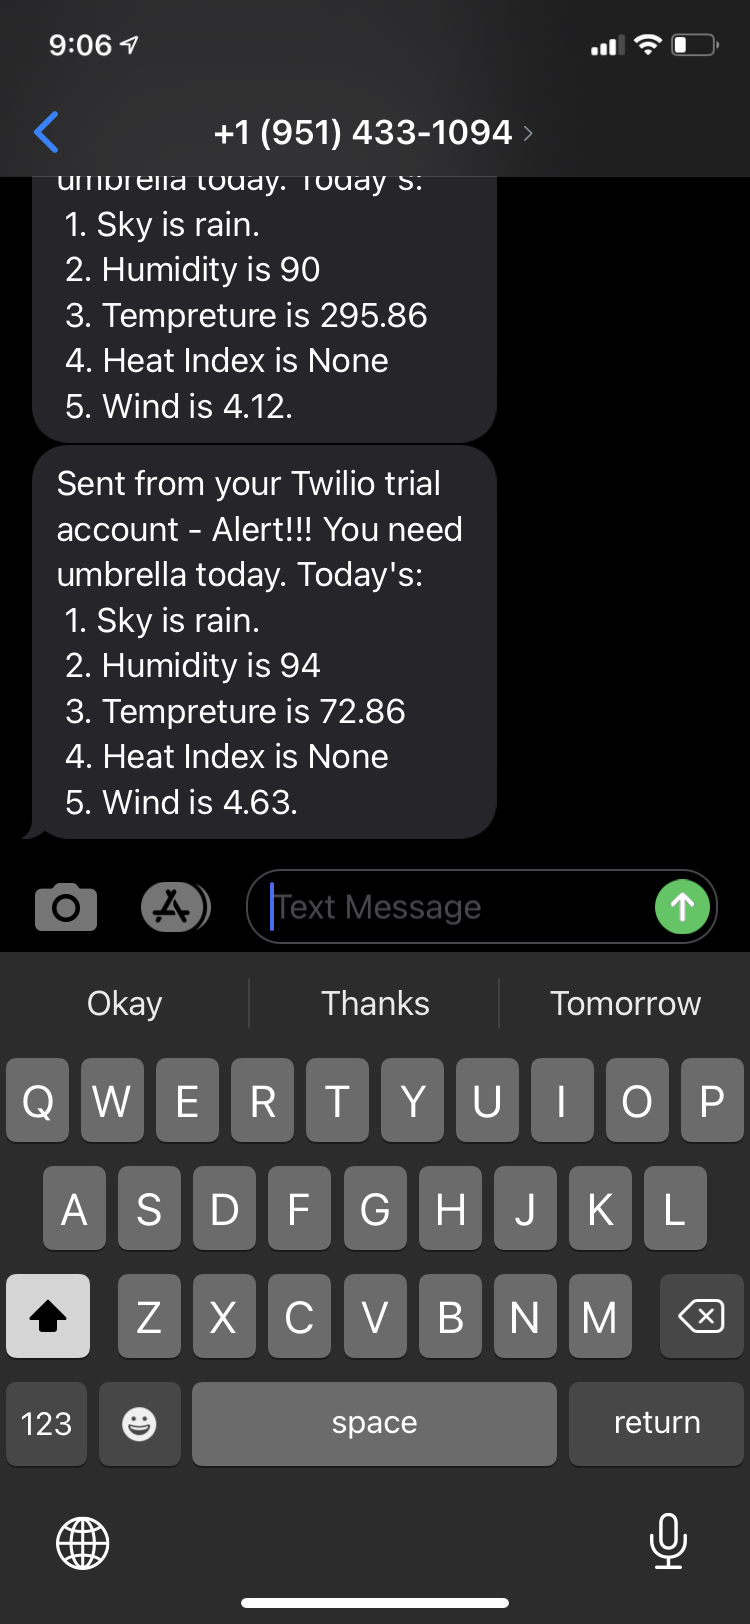 9:06
+1 (951) 433-1094
umbrella today. Today's:
1. Sky is rain.
2. Humidity is 90
3. Tempreture is 295.86
4. Heat Index is None
5. Wind is 4.12.
Sent from your Twilio trial
account - Alert!!! You need
umbrella today. Today's:
1. Sky is rain.
2. Humidity is 94
3. Tempreture is 72.86
4. Heat Index is None
5. Wind is 4.63.
Text Message
Okay Thanks Tomorrow
Q W E R T Y U I O P
A S D F G H J K L
Z X C V B N M
123 space return